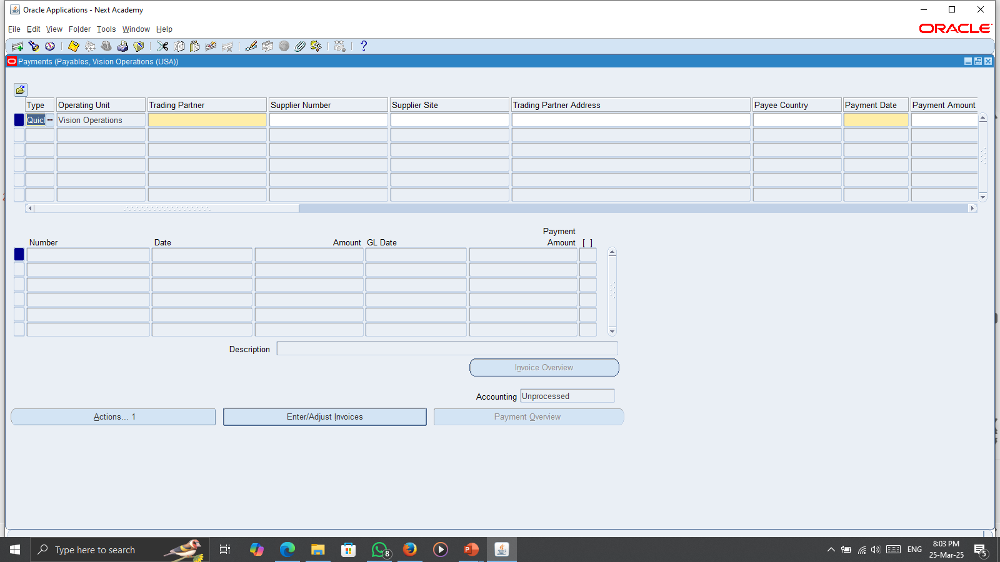 Oracle Applications - Next Academy
File Edit View Folder Tools Window Help
ORACLE
Payments (Payables, Vision Operations (USA))
Type Operating Unit Trading Partner Supplier Number Supplier Site Trading Partner Address Payee Country Payment Date Payment Amount
Quic ... Vision Operations
Payment
Number Date Amount GL Date Amount [ ]
Description
Invoice Overview
Accounting Unprocessed
Actions... 1 Enter/Adjust Invoices Payment Overview
Type here to search
8
ENG
8:03 PM
25-Mar-25
5